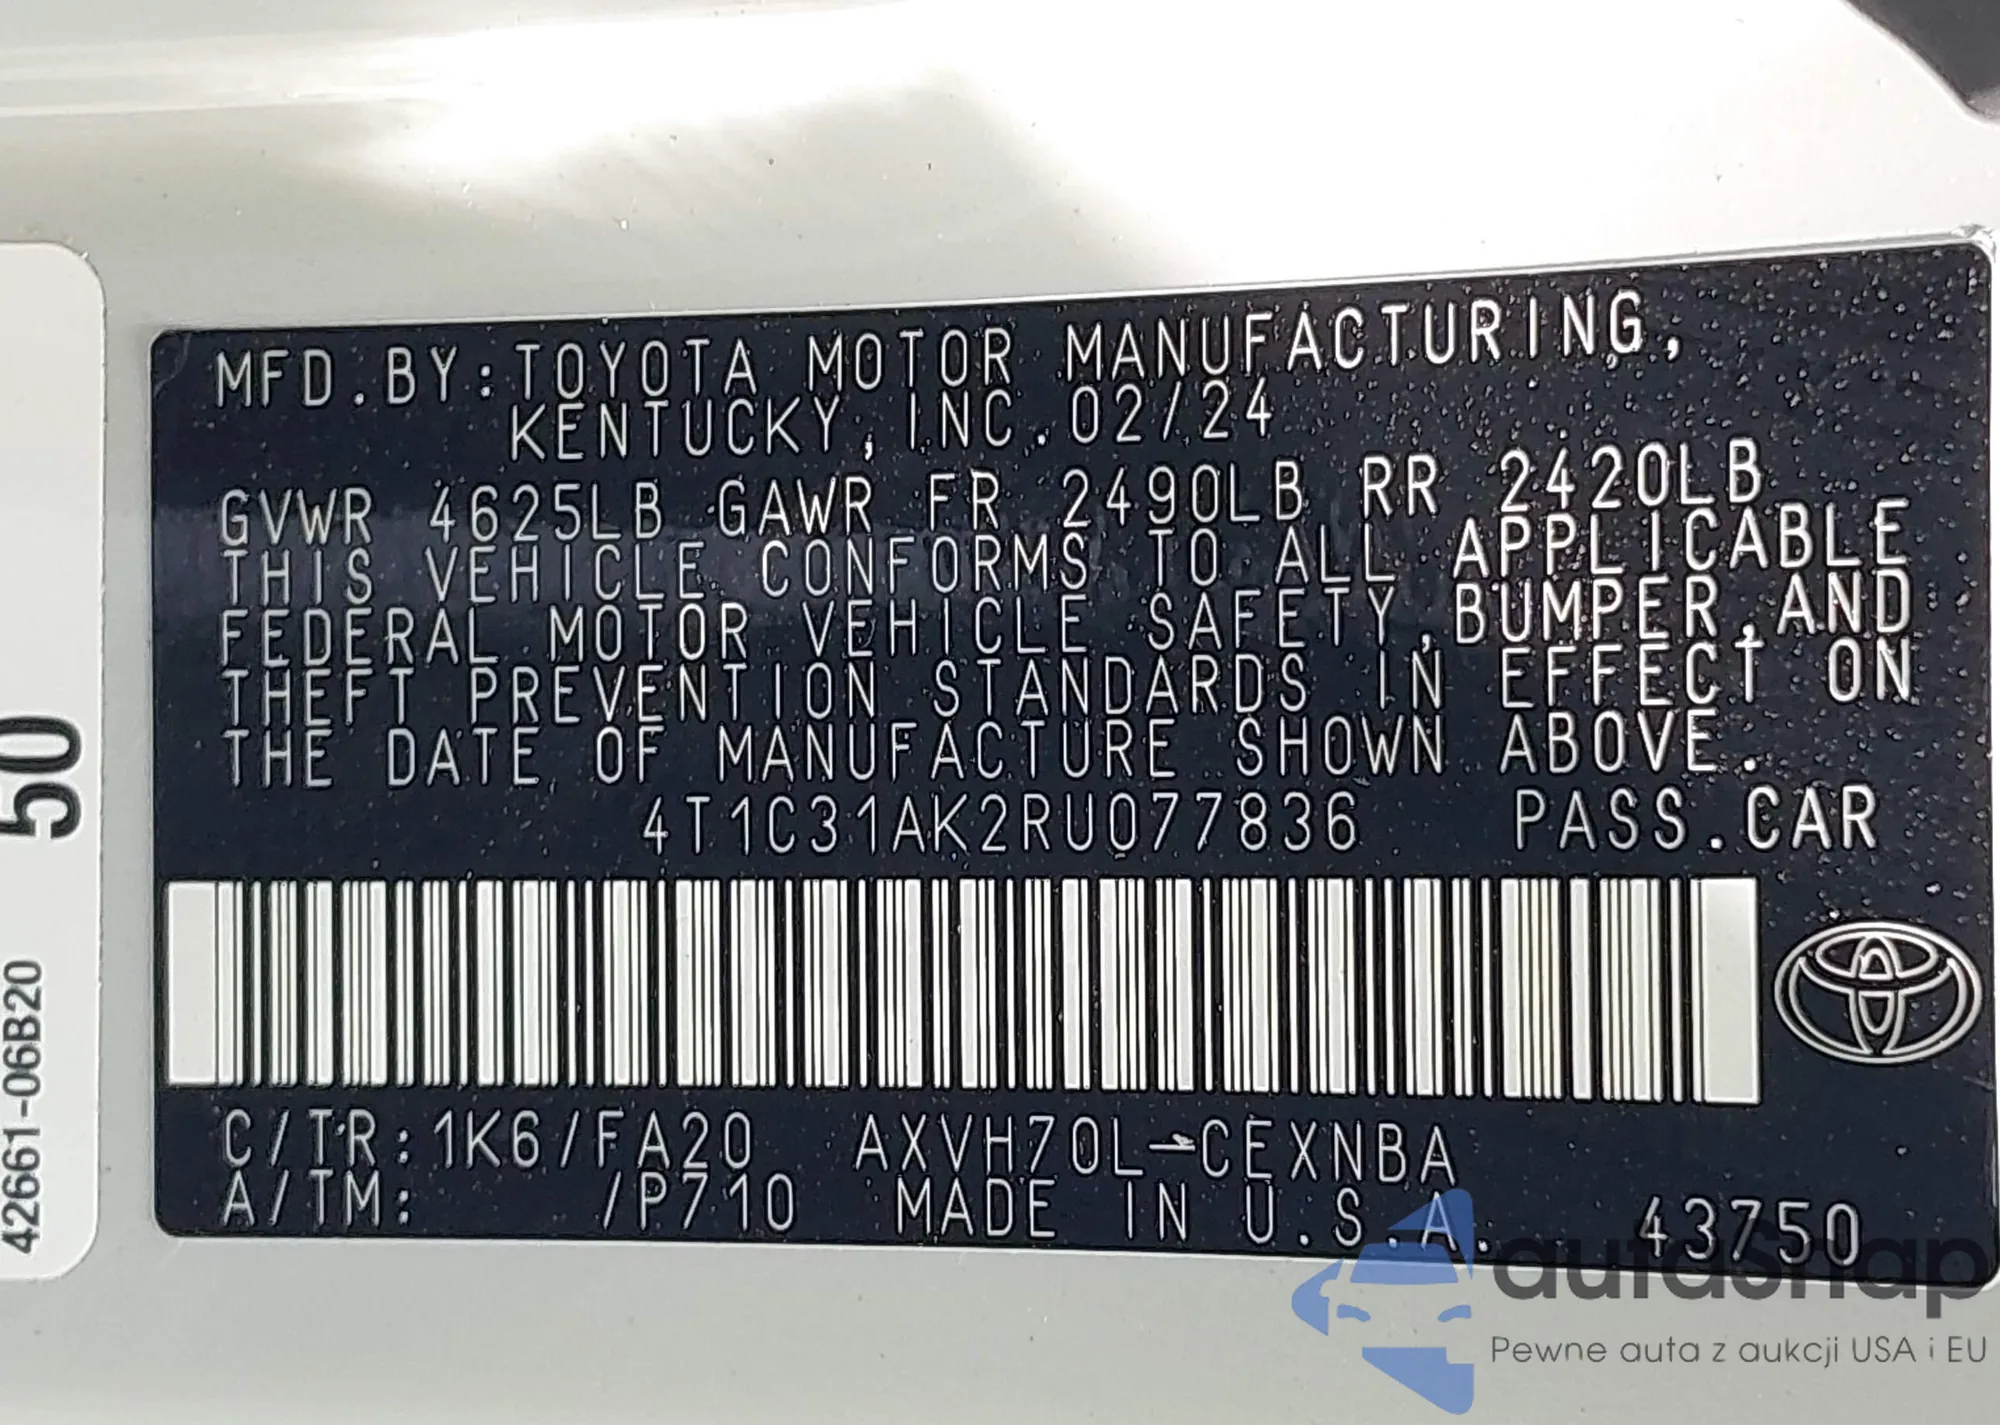 MFD.BY:TOYOTA MOTOR MANUFACTURING,
KENTUCKY, INC.02/24
GVWR 4625LB GAWR FR 2490LB RR 2420LB
THIS VEHICLE CONFORMS TO ALL APPLICABLE
FEDERAL MOTOR VEHICLE SAFETY,BUMPER,AND
THEFT PREVENTION STANDARDS IN EFFECT ON
THE DATE OF MANUFACTURE SHOWN ABOVE.
4T1C31AK2RU077836 PASS.CAR
C/TR:1K6/FA20 AXVH70L-CEXNBA
A/TM: /P710 MADE IN U.S.A. 43750
50
42661-06B20
autosnap
Pewne auta z aukcji USA i EU